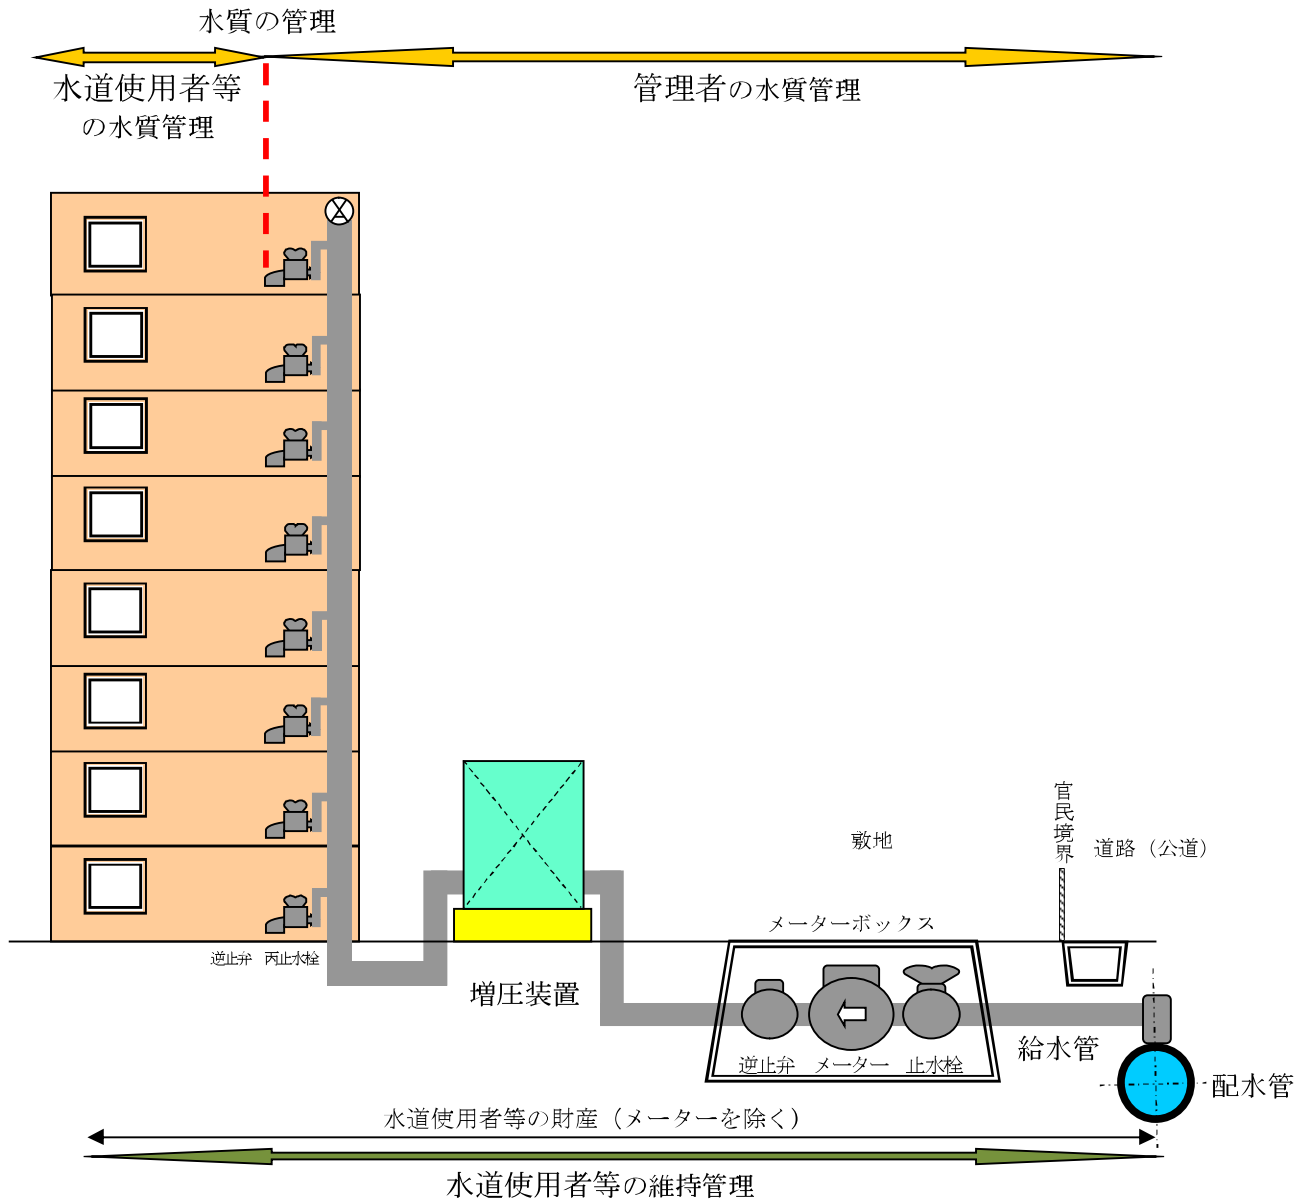 水質の管理
水道使用者等
の水質管理
管理者の水質管理
官民境界
敷地
道路（公道）
メーターボックス
逆止弁　丙止水栓
増圧装置
逆止弁　メーター　止水栓
給水管
配水管
水道使用者等の財産（メーターを除く）
水道使用者等の維持管理